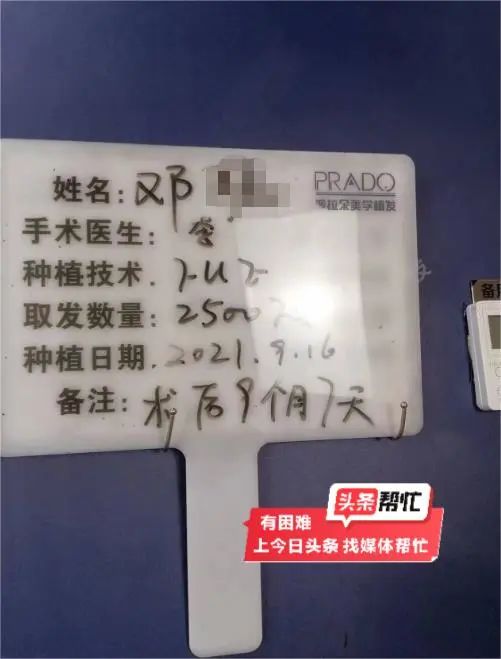 姓名:邓
PRADO
手术医生:
种植技术:
取发数量:2500
种植日期.2021.9.16
备注:术后9个月7天
头条帮忙
有困难
上今日头条 找媒体帮忙